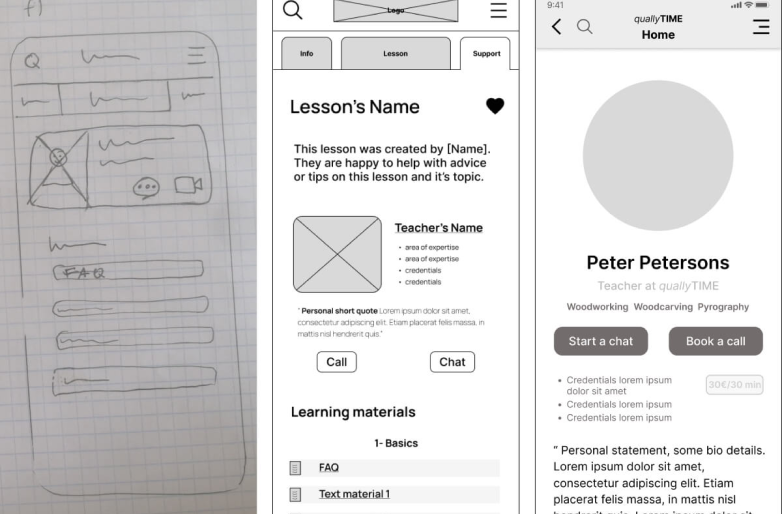 f)
FAQ
Logo
Info
Lesson
Support
Lesson's Name
This lesson was created by [Name].
They are happy to help with advice
or tips on this lesson and it's topic.
Teacher's Name
• area of expertise
• area of expertise
• credentials
• credentials
" Personal short quote Lorem ipsum dolor sit amet,
consectetur adipiscing elit. Etiam placerat felis massa, in
mattis nisl hendrerit quis."
Call
Chat
Learning materials
1- Basics
FAQ
Text material 1
9:41
quallyTIME
Home
Peter Petersons
Teacher at quallyTIME
Woodworking Woodcarving Pyrography
Start a chat
Book a call
• Credentials lorem ipsum
dolor sit amet
• Credentials lorem ipsum
• Credentials lorem ipsum
30€/30 min
" Personal statement, some bio details.
Lorem ipsum dolor sit amet,
consectetur adipiscing elit. Etiam
placerat felis massa, in mattis nisl
hendrerit quis. Lorem ipsum dolor sit